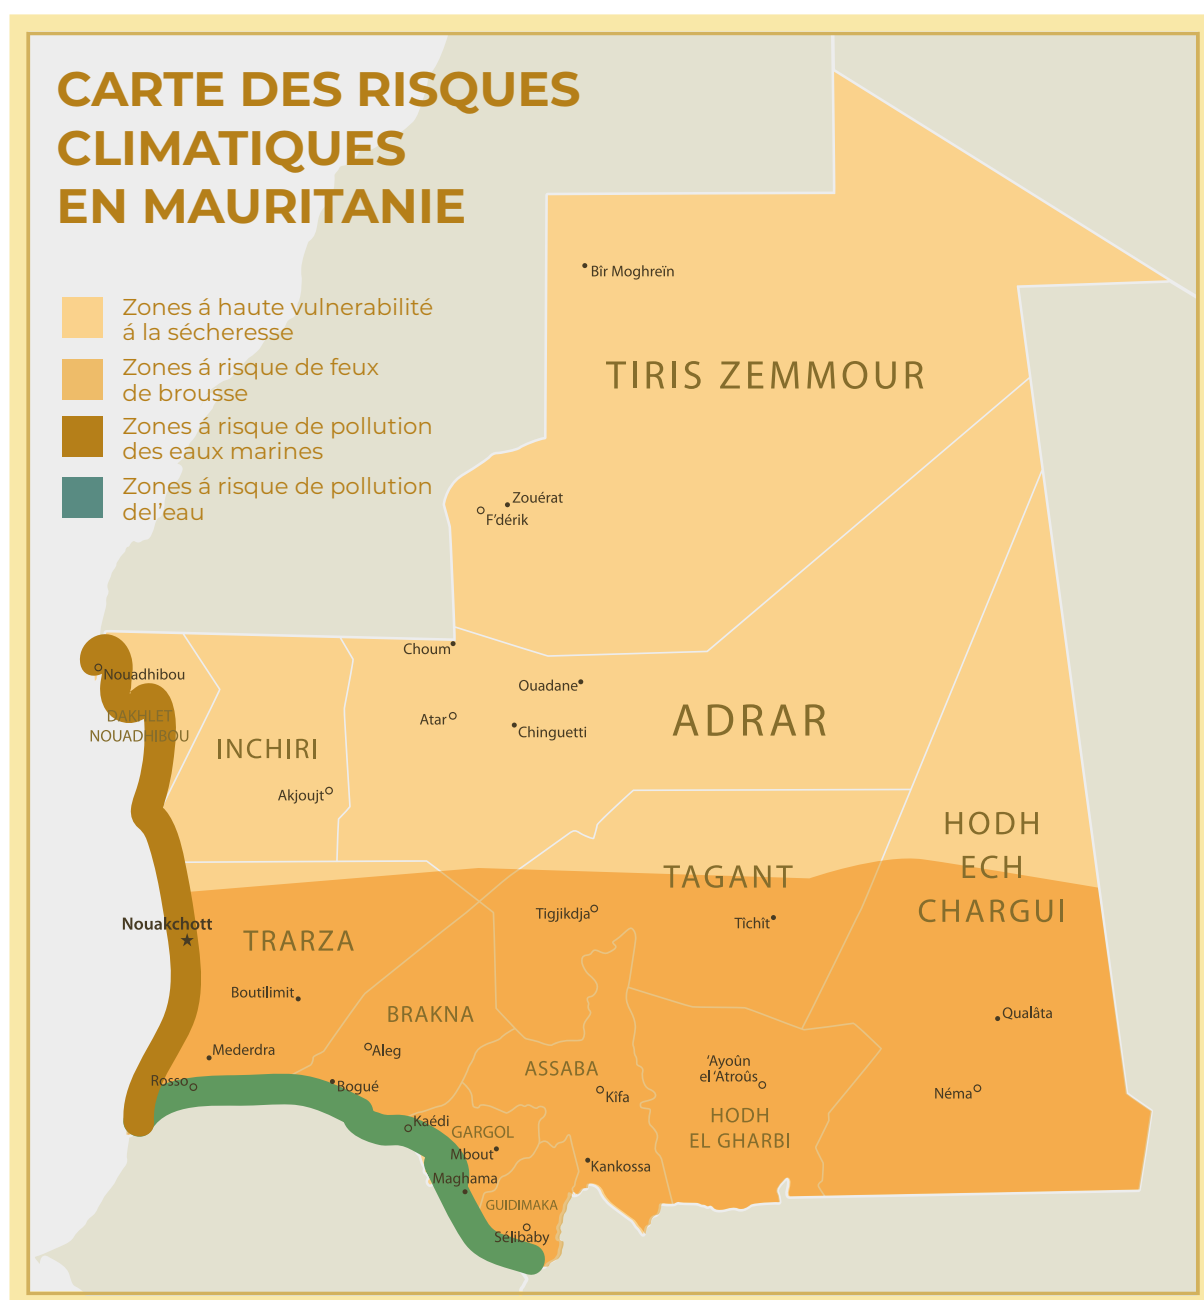 CARTE DES RISQUES
CLIMATIQUES
EN MAURITANIE
Zones á haute vulnerabilité
á la sécheresse
Zones á risque de feux
de brousse
Zones á risque de pollution
des eaux marines
Zones á risque de pollution
del'eau
Bîr Moghreïn
TIRIS ZEMMOUR
Zouérat
F'dérik
Choum
Nouadhibou
Ouadane
DAKHLET
NOUADHIBOU
Atar
Chinguetti
ADRAR
INCHIRI
Akjoujt
HODH
ECH
CHARGUI
TAGANT
Tigjikdja
Tîchît
Nouakchott
TRARZA
Boutilimit
BRAKNA
Qualâta
Mederdra
Aleg
ASSABA
'Ayoûn
el 'Atroûs
Rosso
Bogué
Kîfa
Néma
Kaédi
GARGOL
HODH
EL GHARBI
Mbout
Kankossa
Maghama
GUIDIMAKA
Sélibaby